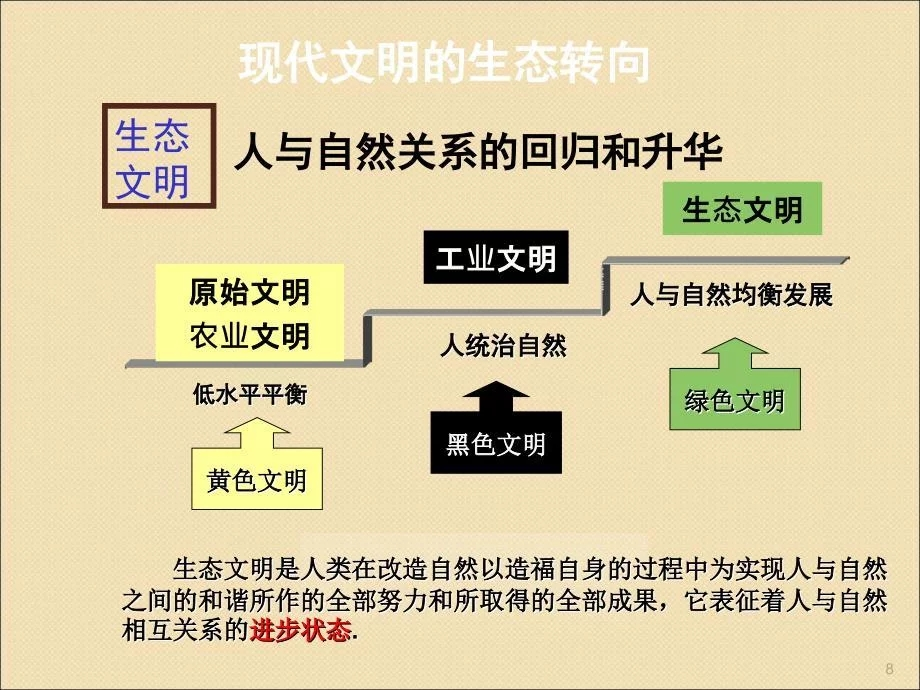 现代文明的生态转向
生态
文明
人与自然关系的回归和升华
生态文明
工业文明
原始文明
农业文明
人与自然均衡发展
人统治自然
低水平平衡
绿色文明
黑色文明
黄色文明
生态文明是人类在改造自然以造福自身的过程中为实现人与自然
之间的和谐所作的全部努力和所取得的全部成果，它表征着人与自然
相互关系的进步状态.
8